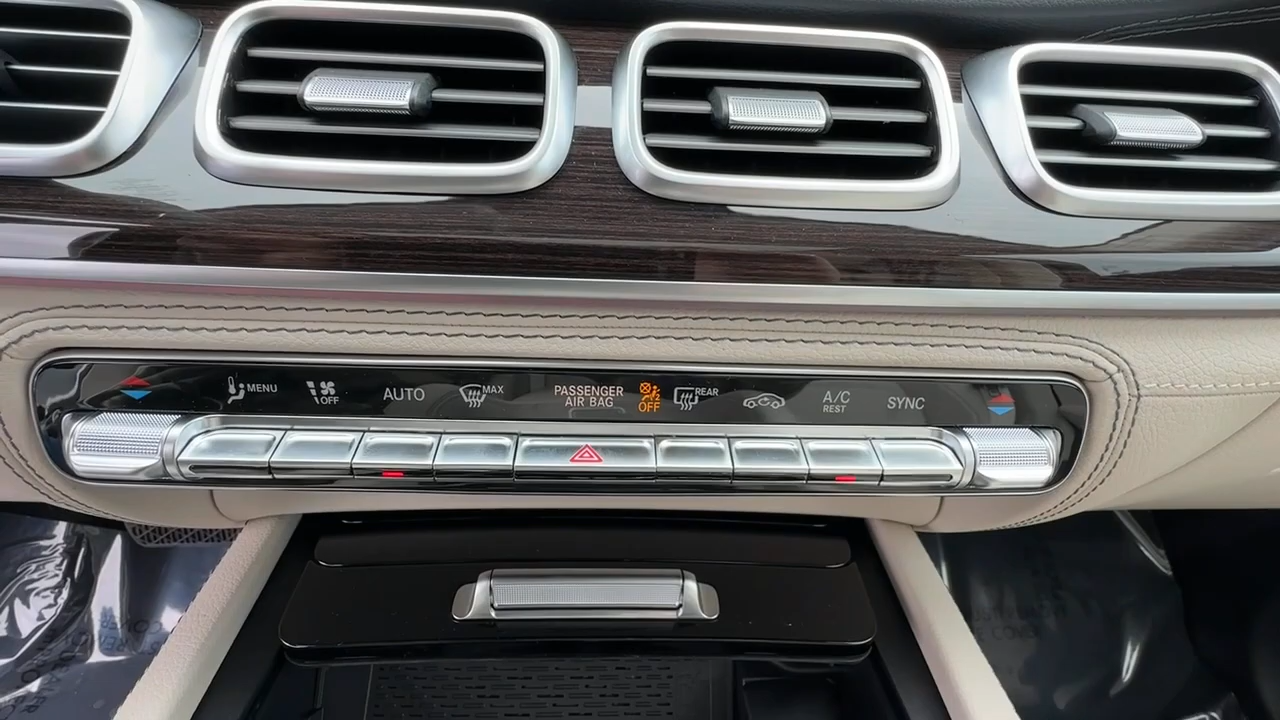 MENU
OFF
AUTO
MAX
PASSENGER
AIR BAG
OFF
REAR
A/C
REST
SYNC